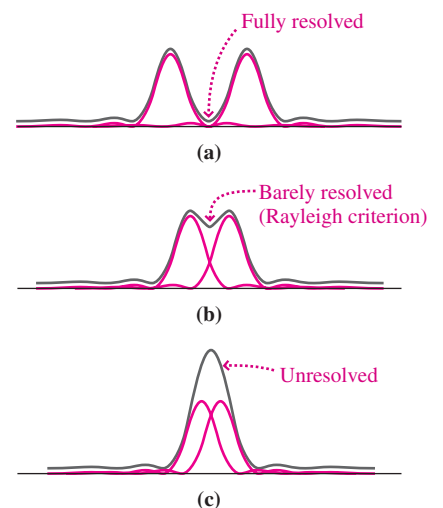 Fully resolved
(a)
Barely resolved
(Rayleigh criterion)
(b)
Unresolved
(c)